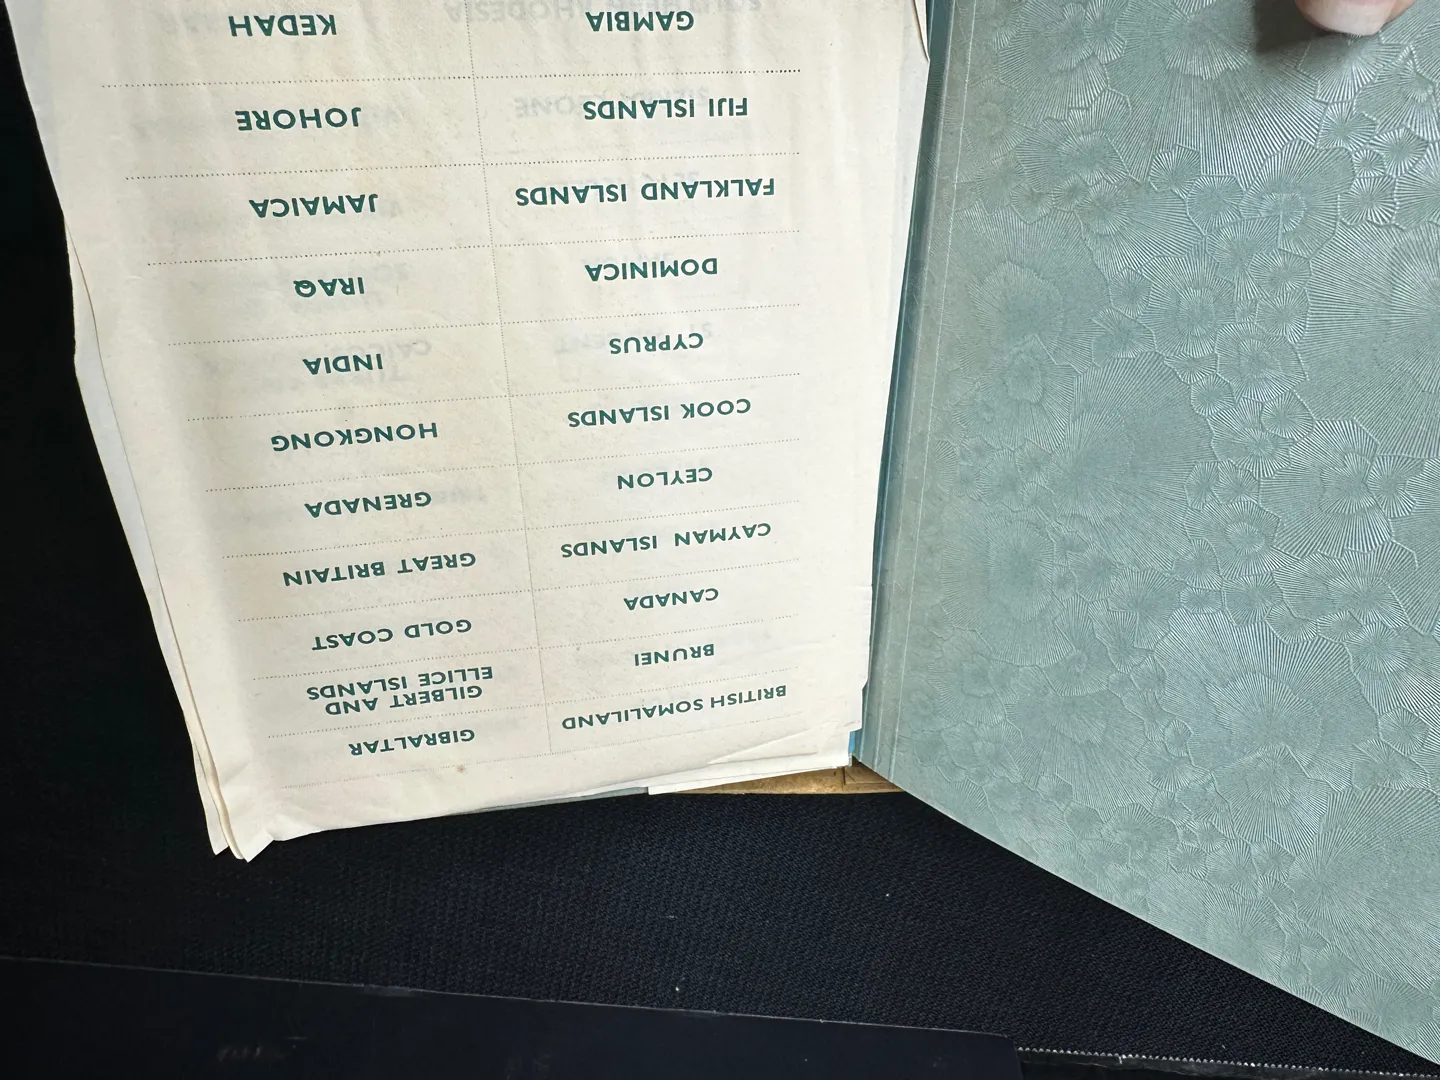 GIBRALTAR
GILBERT AND
ELLICE ISLANDS
GOLD COAST
GREAT BRITAIN
GRENADA
HONGKONG
INDIA
IRAQ
JAMAICA
JOHORE
KEDAH
BRITISH SOMALILAND
BRUNEI
CANADA
CAYMAN ISLANDS
CEYLON
COOK ISLANDS
CYPRUS
DOMINICA
FALKLAND ISLANDS
FIJI ISLANDS
GAMBIA